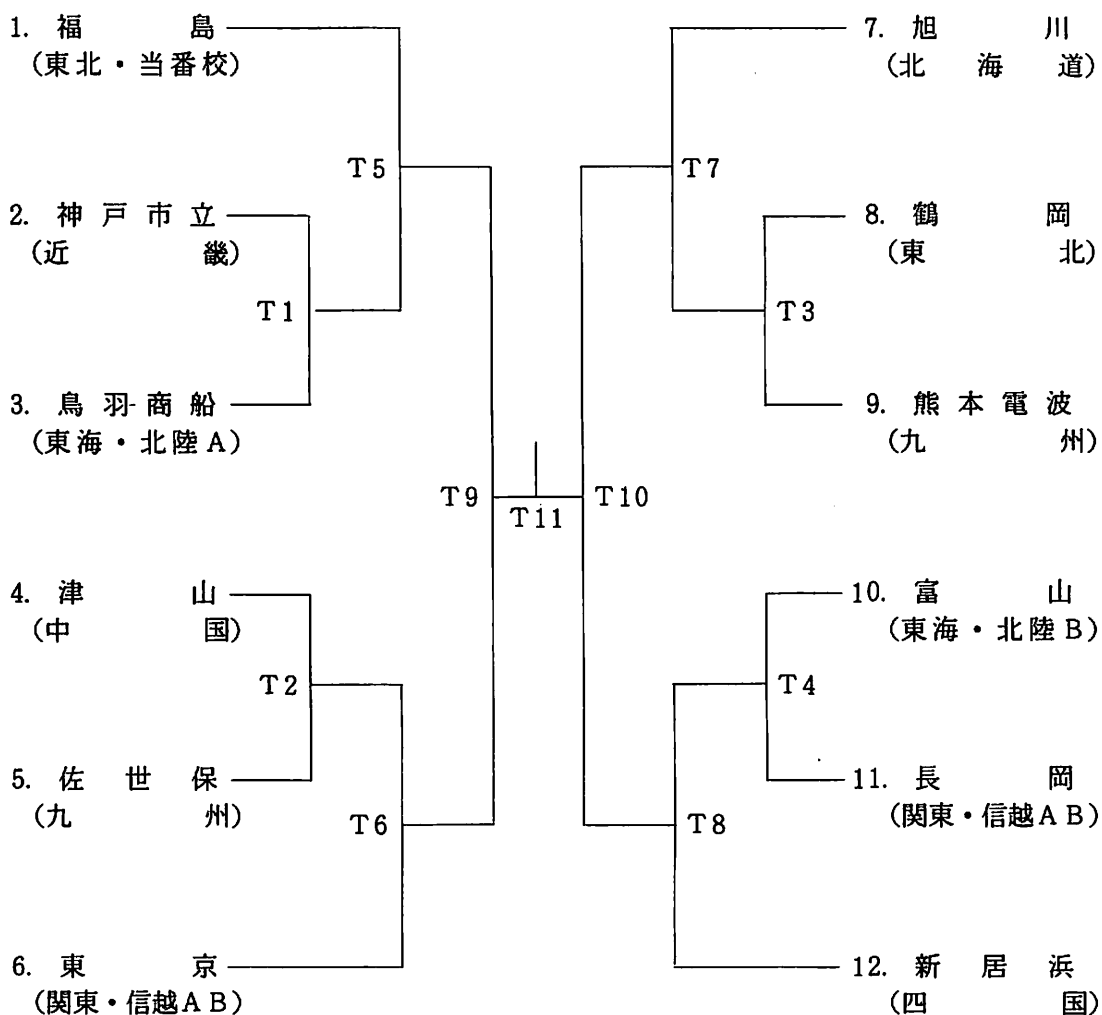 1. 福島
(東北・当番校)
T5
2. 神戸市立
(近畿)
T1
3. 鳥羽商船
(東海・北陸A)
T9
4. 津山
(中国)
T2
5. 佐世保
(九州)
T6
6. 東京
(関東・信越AB)
T11
7. 旭川
(北海道)
T7
8. 鶴岡
(東北)
T3
9. 熊本電波
(九州)
T10
10. 富山
(東海・北陸B)
T4
11. 長岡
(関東・信越AB)
T8
12. 新居浜
(四国)